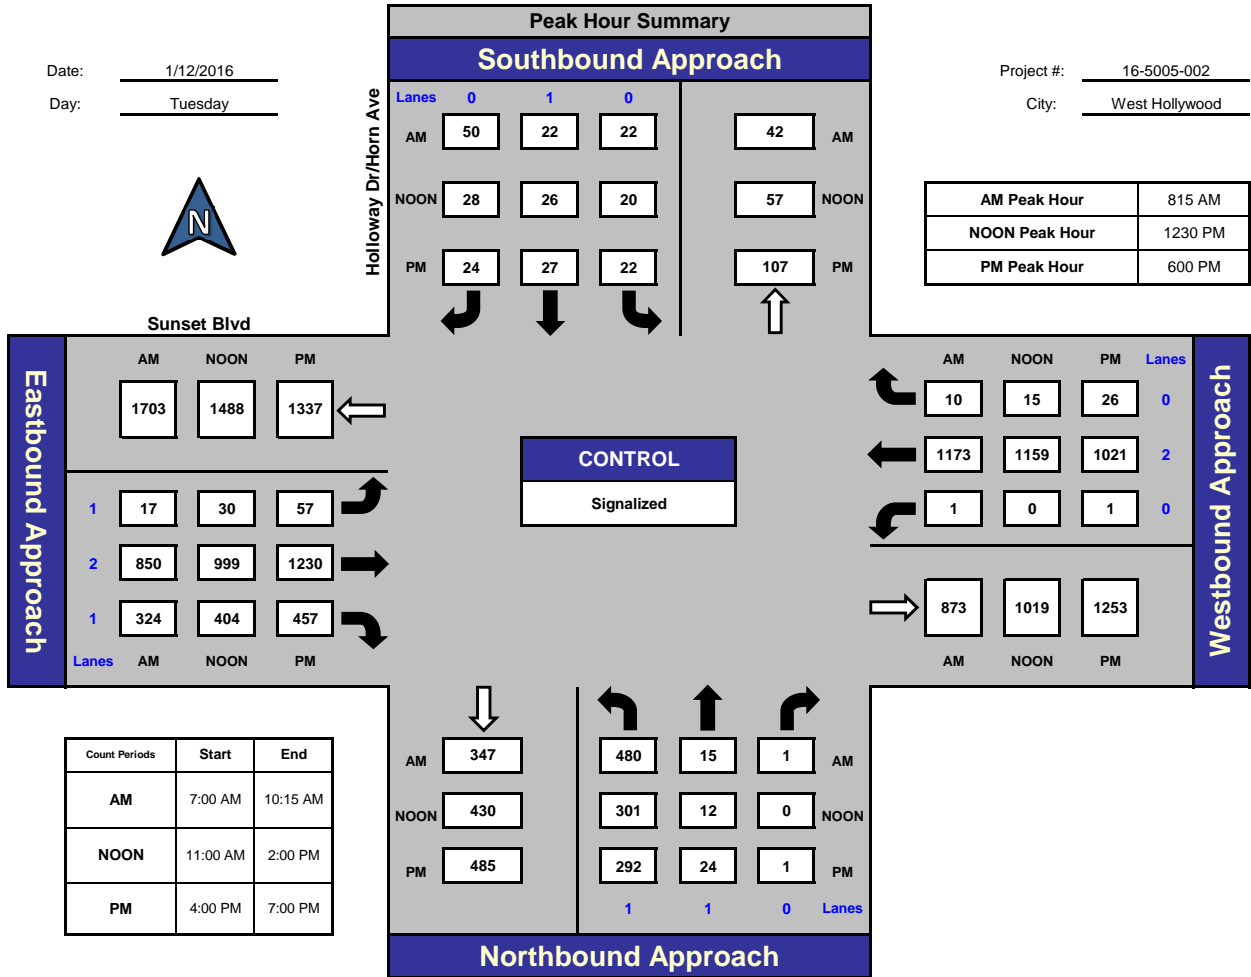 Peak Hour Summary
Southbound Approach
Date: 1/12/2016
Day: Tuesday
Project #: 16-5005-002
City: West Hollywood
N
Holloway Dr/Horn Ave
Lanes 0 1 0
AM 50 22 22 42 AM
NOON 28 26 20 57 NOON
PM 24 27 22 107 PM
AM Peak Hour 815 AM
NOON Peak Hour 1230 PM
PM Peak Hour 600 PM
Sunset Blvd
Eastbound Approach
AM NOON PM
1703 1488 1337
1 17 30 57
2 850 999 1230
1 324 404 457
Lanes AM NOON PM
CONTROL
Signalized
AM NOON PM Lanes
10 15 26 0
1173 1159 1021 2
1 0 1 0
873 1019 1253
AM NOON PM
Westbound Approach
Count Periods Start End
AM 7:00 AM 10:15 AM
NOON 11:00 AM 2:00 PM
PM 4:00 PM 7:00 PM
AM 347 480 15 1 AM
NOON 430 301 12 0 NOON
PM 485 292 24 1 PM
1 1 0 Lanes
Northbound Approach